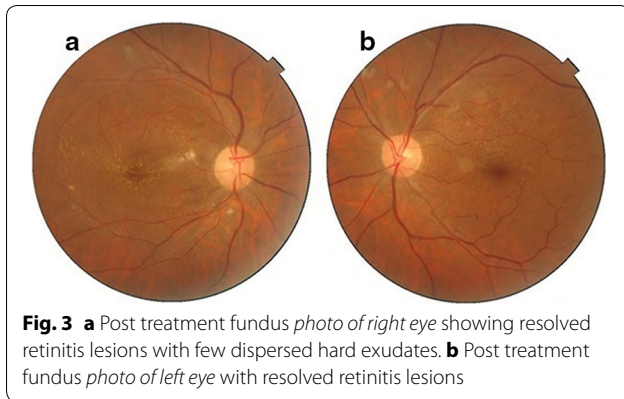 a
b
Fig. 3 a Post treatment fundus photo of right eye showing resolved
retinitis lesions with few dispersed hard exudates. b Post treatment
fundus photo of left eye with resolved retinitis lesions